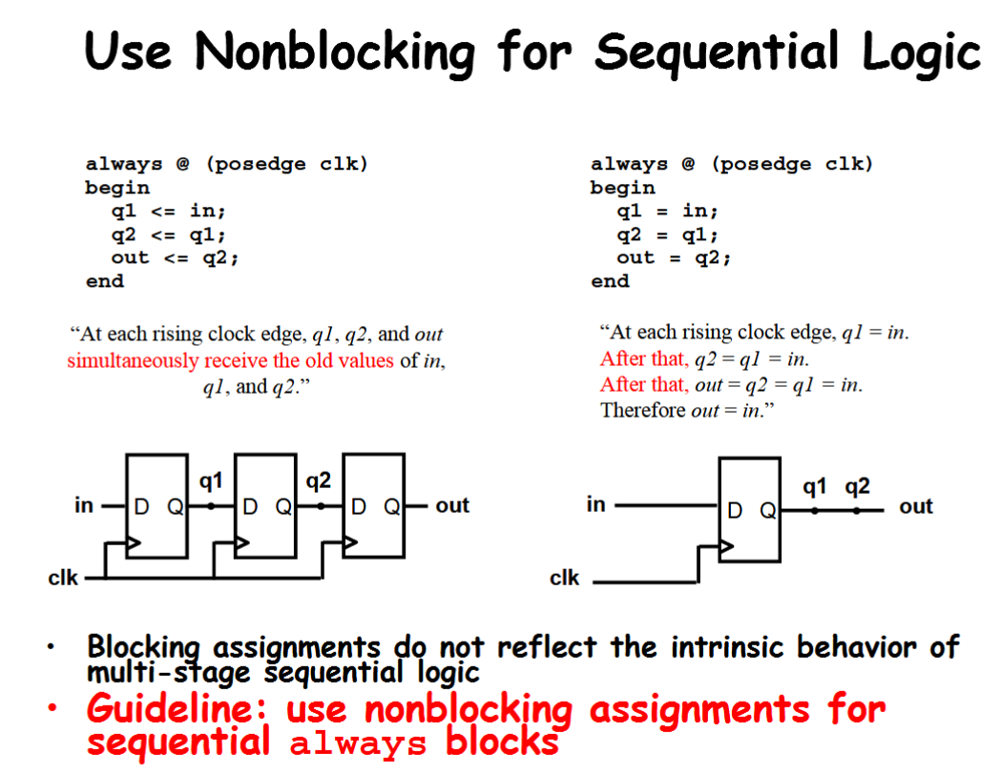 Use Nonblocking for Sequential Logic
always @ (posedge clk)
begin
q1 <= in;
q2 <= q1;
out <= q2;
end
“At each rising clock edge, q1, q2, and out
simultaneously receive the old values of in,
q1, and q2.”
in D Q q1 D Q q2 D Q out
clk
always @ (posedge clk)
begin
q1 = in;
q2 = q1;
out = q2;
end
“At each rising clock edge, q1 = in.
After that, q2 = q1 = in.
After that, out = q2 = q1 = in.
Therefore out = in.”
in D Q q1 q2 out
clk
• Blocking assignments do not reflect the intrinsic behavior of
multi-stage sequential logic
• Guideline: use nonblocking assignments for
sequential always blocks